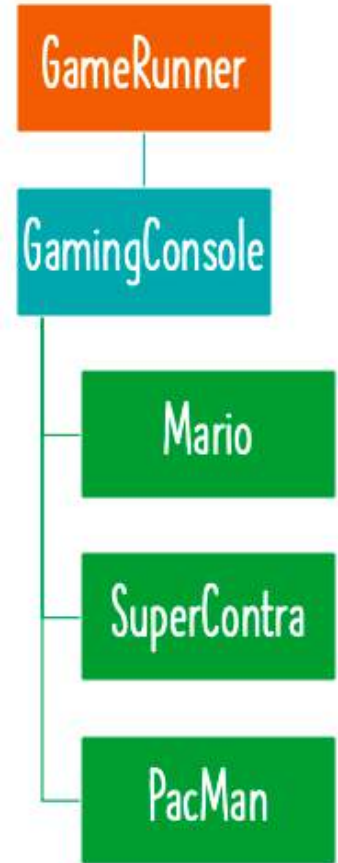 GameRunner
GamingConsole
Mario
SuperContra
PacMan